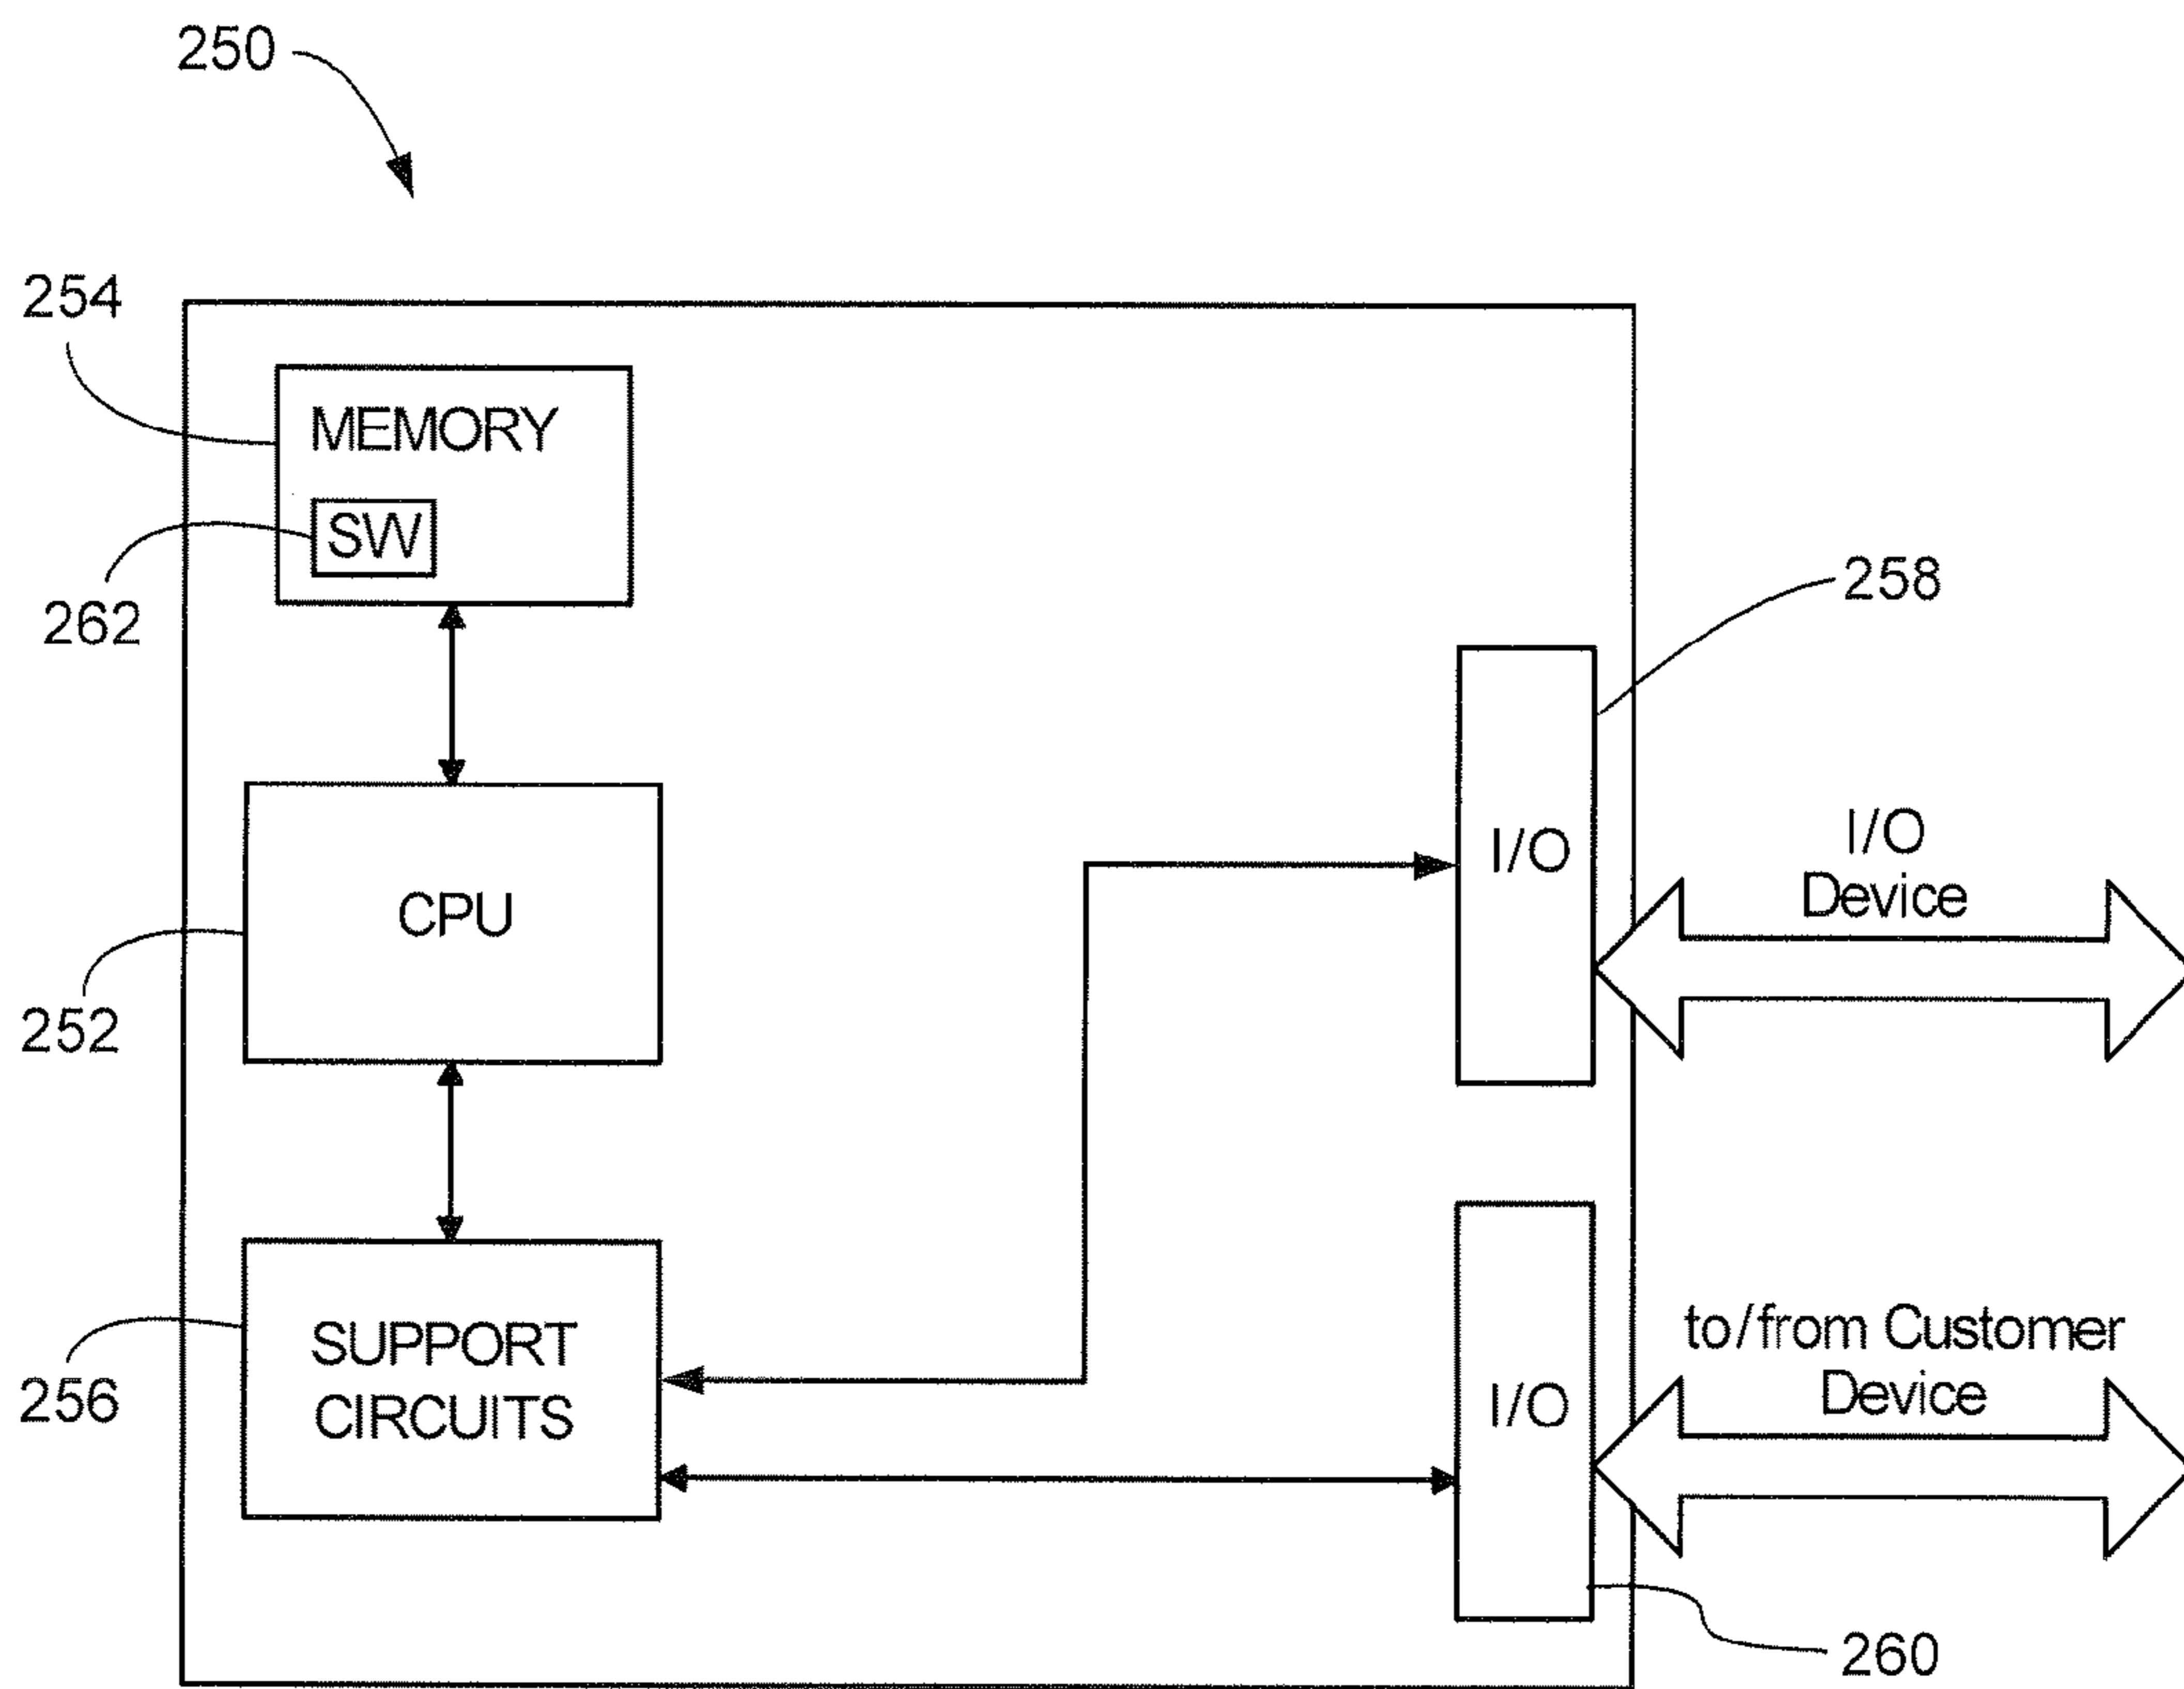 250
254
MEMORY
SW
262
258
I/O
I/O
Device
CPU
252
SUPPORT
CIRCUITS
256
I/O
to/from Customer
Device
260